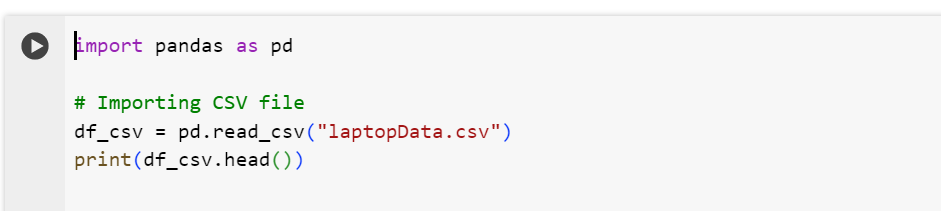 import pandas as pd
# Importing CSV file
df_csv = pd.read_csv("laptopData.csv")
print(df_csv.head())